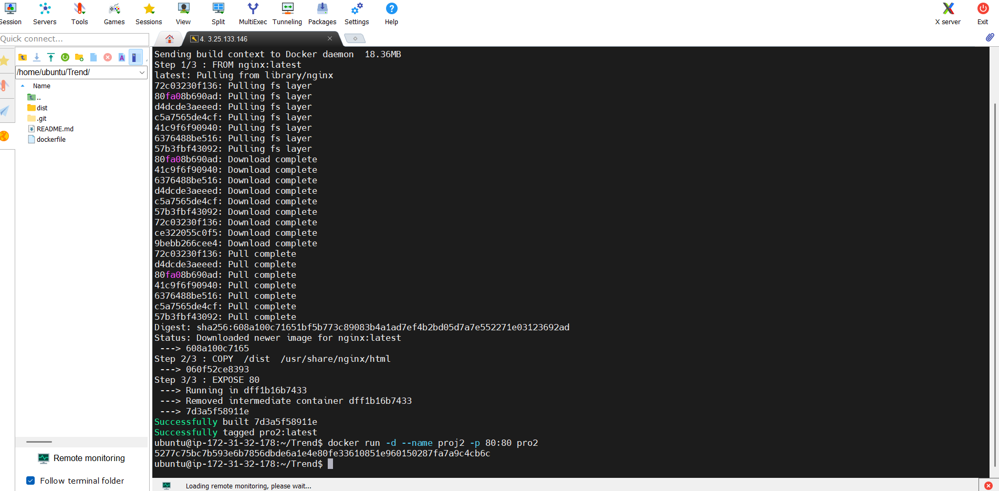 Session Servers Tools Games Sessions View Split MultiExec Tunneling Packages Settings Help X server Exit
Quick connect...
4. 3.25.133.146
/home/ubuntu/Trend/
Name
..
dist
.git
README.md
dockerfile
Remote monitoring
Follow terminal folder
Sending build context to Docker daemon  18.36MB
Step 1/3 : FROM nginx:latest
latest: Pulling from library/nginx
72c03230f136: Pulling fs layer
80fa08b690ad: Pulling fs layer
d4dcde3aeeed: Pulling fs layer
c5a7565de4cf: Pulling fs layer
41c9f6f90940: Pulling fs layer
6376488be516: Pulling fs layer
57b3fbf43092: Pulling fs layer
80fa08b690ad: Download complete
41c9f6f90940: Download complete
6376488be516: Download complete
d4dcde3aeeed: Download complete
c5a7565de4cf: Download complete
57b3fbf43092: Download complete
72c03230f136: Download complete
ce322055c0f5: Download complete
9bebb266cee4: Download complete
72c03230f136: Pull complete
d4dcde3aeeed: Pull complete
80fa08b690ad: Pull complete
41c9f6f90940: Pull complete
6376488be516: Pull complete
c5a7565de4cf: Pull complete
57b3fbf43092: Pull complete
Digest: sha256:608a100c71651bf5b773c89083b4a1ad7ef4b2bd05d7a7e552271e03123692ad
Status: Downloaded newer image for nginx:latest
 ---> 608a100c7165
Step 2/3 : COPY  /dist  /usr/share/nginx/html
 ---> 060f52ce8393
Step 3/3 : EXPOSE 80
 ---> Running in dff1b16b7433
 ---> Removed intermediate container dff1b16b7433
 ---> 7d3a5f58911e
Successfully built 7d3a5f58911e
Successfully tagged pro2:latest
ubuntu@ip-172-31-32-178:~/Trend$ docker run -d --name proj2 -p 80:80 pro2
5277c75bc7b593e6b7856dbde6a1e4e80fe33610851e960150287fa7a9c4cb6c
ubuntu@ip-172-31-32-178:~/Trend$
Loading remote monitoring, please wait...